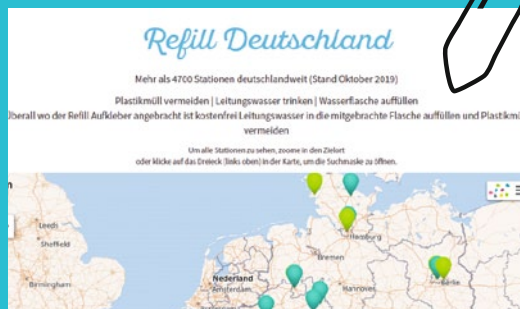 Refill Deutschland
Mehr als 4700 Stationen deutschlandweit (Stand Oktober 2019)
Plastikmüll vermeiden | Leitungswasser trinken | Wasserflasche auffüllen
Überall wo der Refill Aufkleber angebracht ist kostenfrei Leitungswasser in die mitgebrachte Flasche auffüllen und Plastikmü
vermeiden
Um alle Stationen zu sehen, zoome in den Zielort
oder klicke auf das Dreieck (links oben) in der Karte, um die Suchmaske zu öffnen.
Leeds
Sheffield
Hamburg
Bremen
Birmingham
Nederland
Amsterdam
Hannover
Berlin